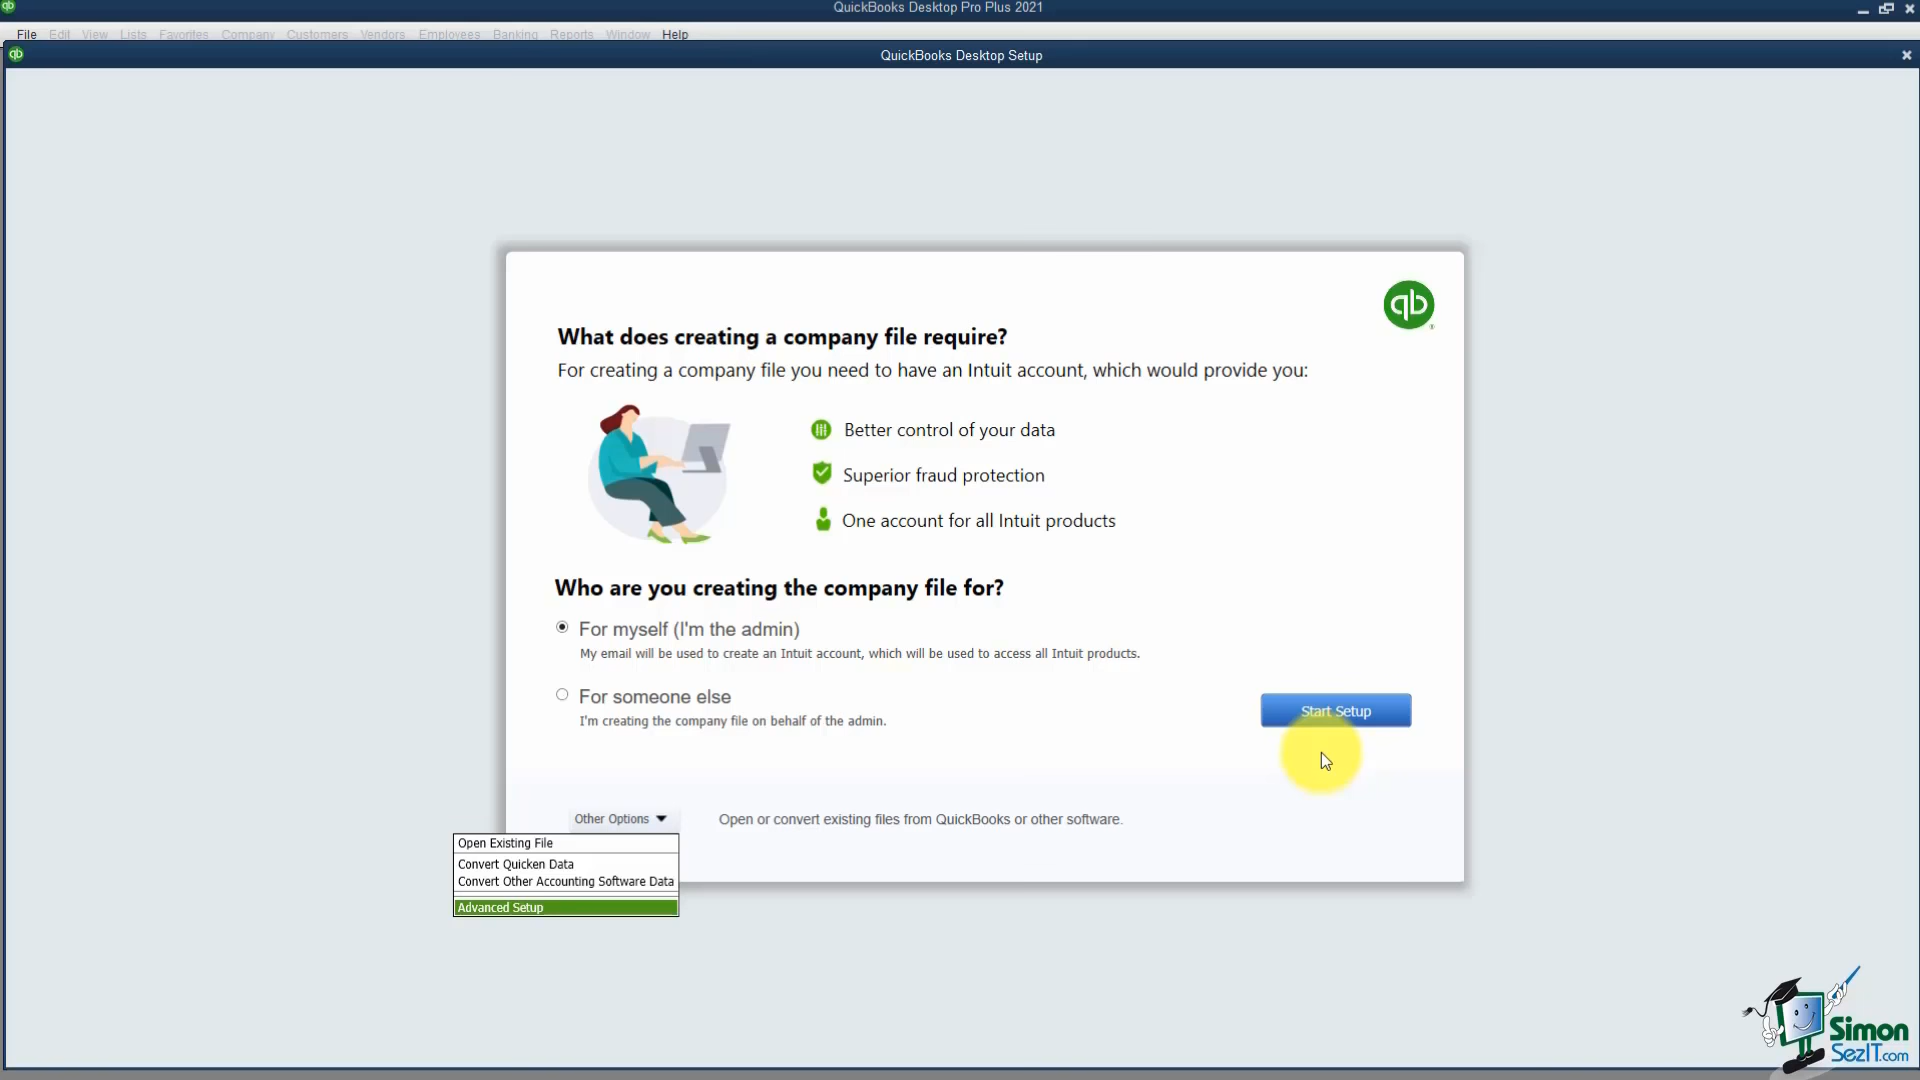 QuickBooks Desktop Pro Plus 2021
File Edit View Lists Favorites Company Customers Vendors Employees Banking Reports Window Help
QuickBooks Desktop Setup
qb
What does creating a company file require?
For creating a company file you need to have an Intuit account, which would provide you:
Better control of your data
Superior fraud protection
One account for all Intuit products
Who are you creating the company file for?
For myself (I'm the admin)
My email will be used to create an Intuit account, which will be used to access all Intuit products.
For someone else
I'm creating the company file on behalf of the admin.
Start Setup
Other Options
Open or convert existing files from QuickBooks or other software.
Open Existing File
Convert Quicken Data
Convert Other Accounting Software Data
Advanced Setup
Simon
SezIT.com